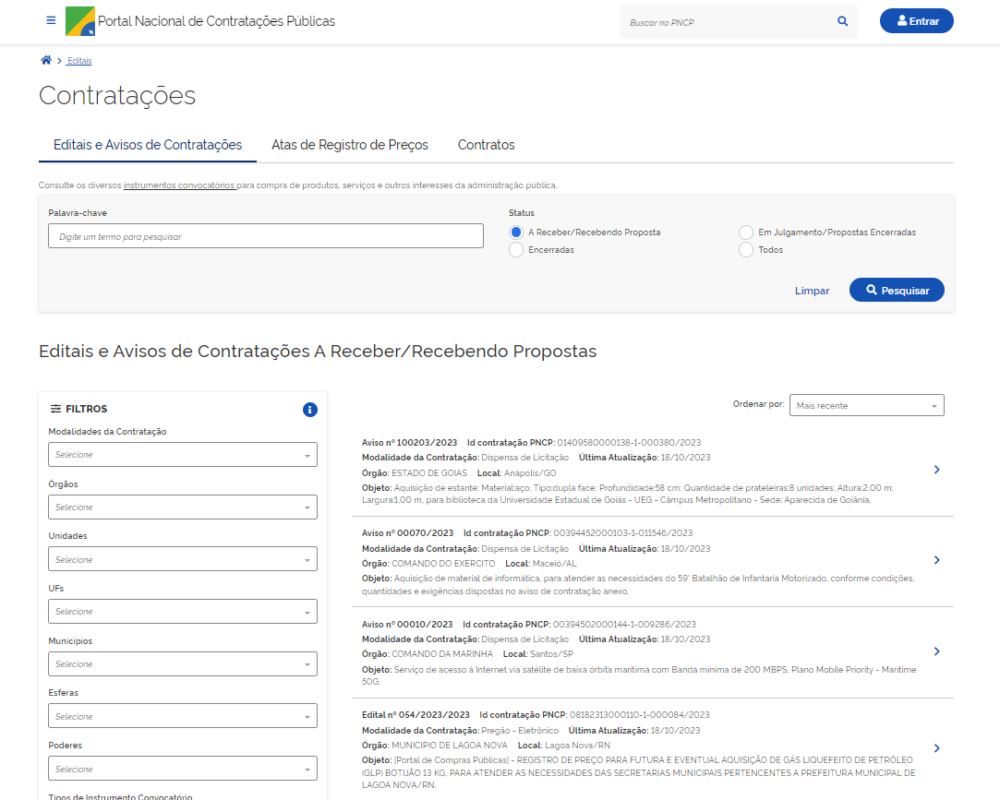 Portal Nacional de Contratações Públicas
Buscar no PNCP
Entrar
Editais
Contratações
Editais e Avisos de Contratações
Atas de Registro de Preços
Contratos
Consulte os diversos instrumentos convocatórios para compra de produtos, serviços e outros interesses da administração pública.
Palavra-chave
Digite um termo para pesquisar
Status
A Receber/Recebendo Proposta
Em Julgamento/Propostas Encerradas
Encerradas
Todos
Limpar
Pesquisar
Editais e Avisos de Contratações A Receber/Recebendo Propostas
FILTROS
Modalidades da Contratação
Selecione
Órgãos
Selecione
Unidades
Selecione
UFs
Selecione
Municípios
Selecione
Esferas
Selecione
Poderes
Selecione
Tipos de Instrumento Convocatório
Ordenar por: Mais recente
Aviso nº 100203/2023 Id contratação PNCP: 01409580000138-1-000380/2023
Modalidade da Contratação: Dispensa de Licitação Última Atualização: 18/10/2023
Órgão: ESTADO DE GOIAS Local: Anápolis/GO
Objeto: Aquisição de estante: Material:aço; Tipo:dupla face; Profundidade:58 cm; Quantidade de prateleiras:8 unidades; Altura:2,00 m;
Largura:1,00 m, para biblioteca da Universidade Estadual de Goiás - UEG - Câmpus Metropolitano - Sede: Aparecida de Goiânia.
Aviso nº 00070/2023 Id contratação PNCP: 00394452000103-1-011546/2023
Modalidade da Contratação: Dispensa de Licitação Última Atualização: 18/10/2023
Órgão: COMANDO DO EXERCITO Local: Maceió/AL
Objeto: Aquisição de material de informática, para atender as necessidades do 59° Batalhão de Infantaria Motorizado, conforme condições,
quantidades e exigências dispostas no aviso de contratação anexo.
Aviso nº 00010/2023 Id contratação PNCP: 00394502000144-1-009286/2023
Modalidade da Contratação: Dispensa de Licitação Última Atualização: 18/10/2023
Órgão: COMANDO DA MARINHA Local: Santos/SP
Objeto: Serviço de acesso à Internet via satélite de baixa órbita marítima com Banda mínima de 200 MBPS, Plano Mobile Priority - Maritime
50G.
Edital nº 054/2023/2023 Id contratação PNCP: 08182313000110-1-000084/2023
Modalidade da Contratação: Pregão - Eletrônico Última Atualização: 18/10/2023
Órgão: MUNICIPIO DE LAGOA NOVA Local: Lagoa Nova/RN
Objeto: [Portal de Compras Públicas] - REGISTRO DE PREÇO PARA FUTURA E EVENTUAL AQUISIÇÃO DE GÁS LIQUEFEITO DE PETRÓLEO
(GLP) BOTIJÃO 13 KG, PARA ATENDER AS NECESSIDADES DAS SECRETARIAS MUNICIPAIS PERTENCENTES A PREFEITURA MUNICIPAL DE
LAGOA NOVA/RN.